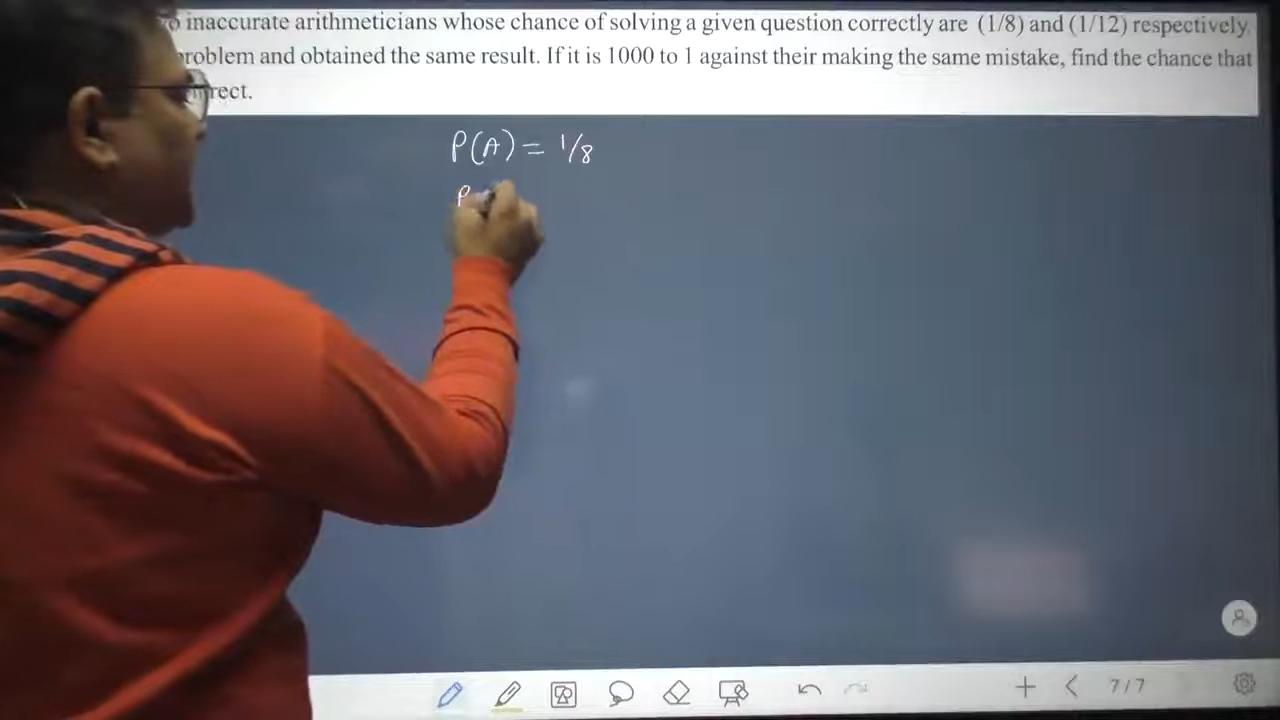 inaccurate arithmeticians whose chance of solving a given question correctly are (1/8) and (1/12) respectively
problem and obtained the same result. If it is 1000 to 1 against their making the same mistake, find the chance that
P(A) = 1/8
P
7/7